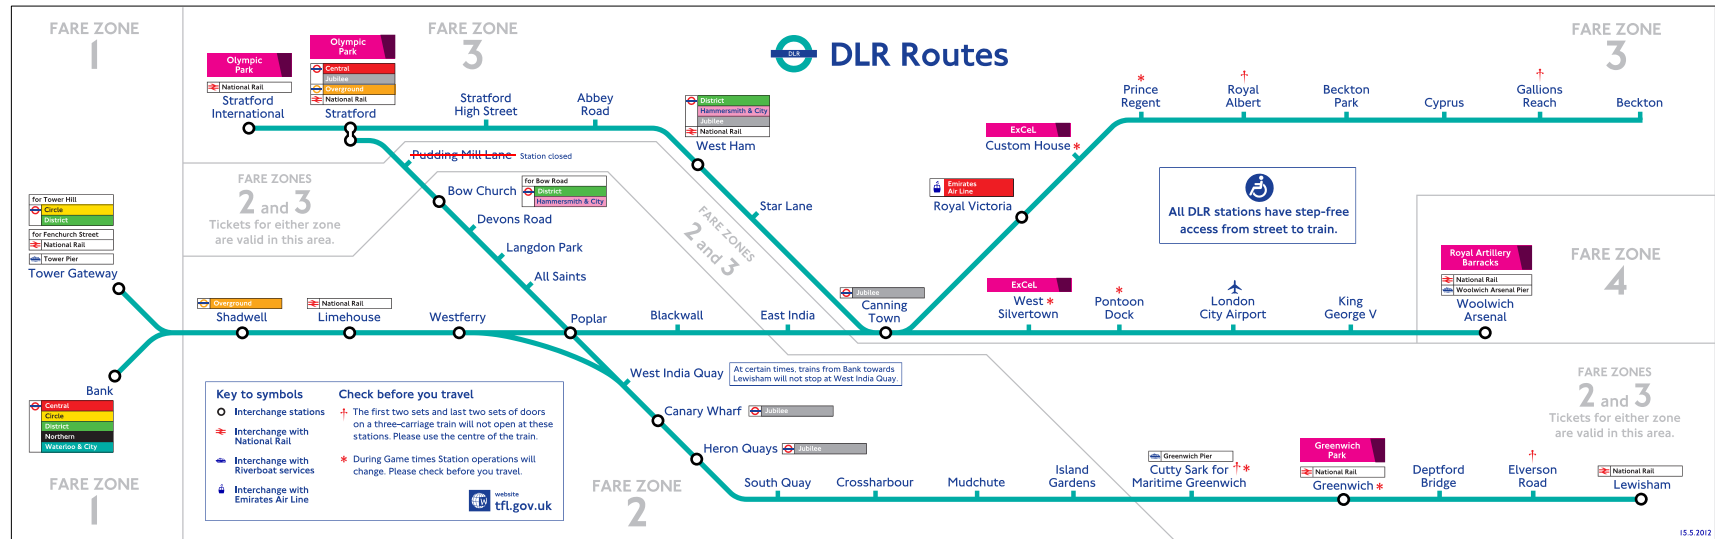 FARE ZONE
1
FARE ZONE
3
DLR
DLR Routes
FARE ZONE
3
Olympic
Park
National Rail
Stratford
International
Olympic
Park
Central
Jubilee
Overground
National Rail
Stratford
Stratford
High Street
Abbey
Road
District
Hammersmith & City
Jubilee
National Rail
West Ham
Star Lane
* Prince
Regent
† Royal
Albert
Beckton
Park
Cyprus
† Gallions
Reach
Beckton
ExCeL
Custom House *
Emirates
Air Line
Royal Victoria
Pudding Mill Lane Station closed
FARE ZONES
2 and 3
Tickets for either zone
are valid in this area.
for Bow Road
District
Hammersmith & City
Bow Church
Devons Road
Langdon Park
All Saints
FARE ZONES
2 and 3
All DLR stations have step-free
access from street to train.
FARE ZONE
4
for Tower Hill
Circle
District
for Fenchurch Street
National Rail
Tower Pier
Tower Gateway
Overground
Shadwell
National Rail
Limehouse
Westferry
Poplar
Blackwall
East India
Jubilee
Canning
Town
ExCeL
West *
Silvertown
*
Pontoon
Dock
London
City Airport
King
George V
Royal Artillery
Barracks
National Rail
Woolwich Arsenal Pier
Woolwich
Arsenal
Bank
Central
Circle
District
Northern
Waterloo & City
FARE ZONE
1
Key to symbols
Interchange stations
Interchange with
National Rail
Interchange with
Riverboat services
Interchange with
Emirates Air Line
Check before you travel
† The first two sets and last two sets of doors
on a three-carriage train will not open at these
stations. Please use the centre of the train.
* During Game times Station operations will
change. Please check before you travel.
W
website
tfl.gov.uk
West India Quay
At certain times, trains from Bank towards
Lewisham will not stop at West India Quay.
Canary Wharf
Jubilee
Heron Quays
Jubilee
FARE ZONE
2
South Quay
Crossharbour
Mudchute
Island
Gardens
Greenwich Pier
Cutty Sark for †*
Maritime Greenwich
Greenwich
Park
National Rail
Greenwich *
Deptford
Bridge
†
Elverson
Road
National Rail
Lewisham
FARE ZONES
2 and 3
Tickets for either zone
are valid in this area.
15.5.2012